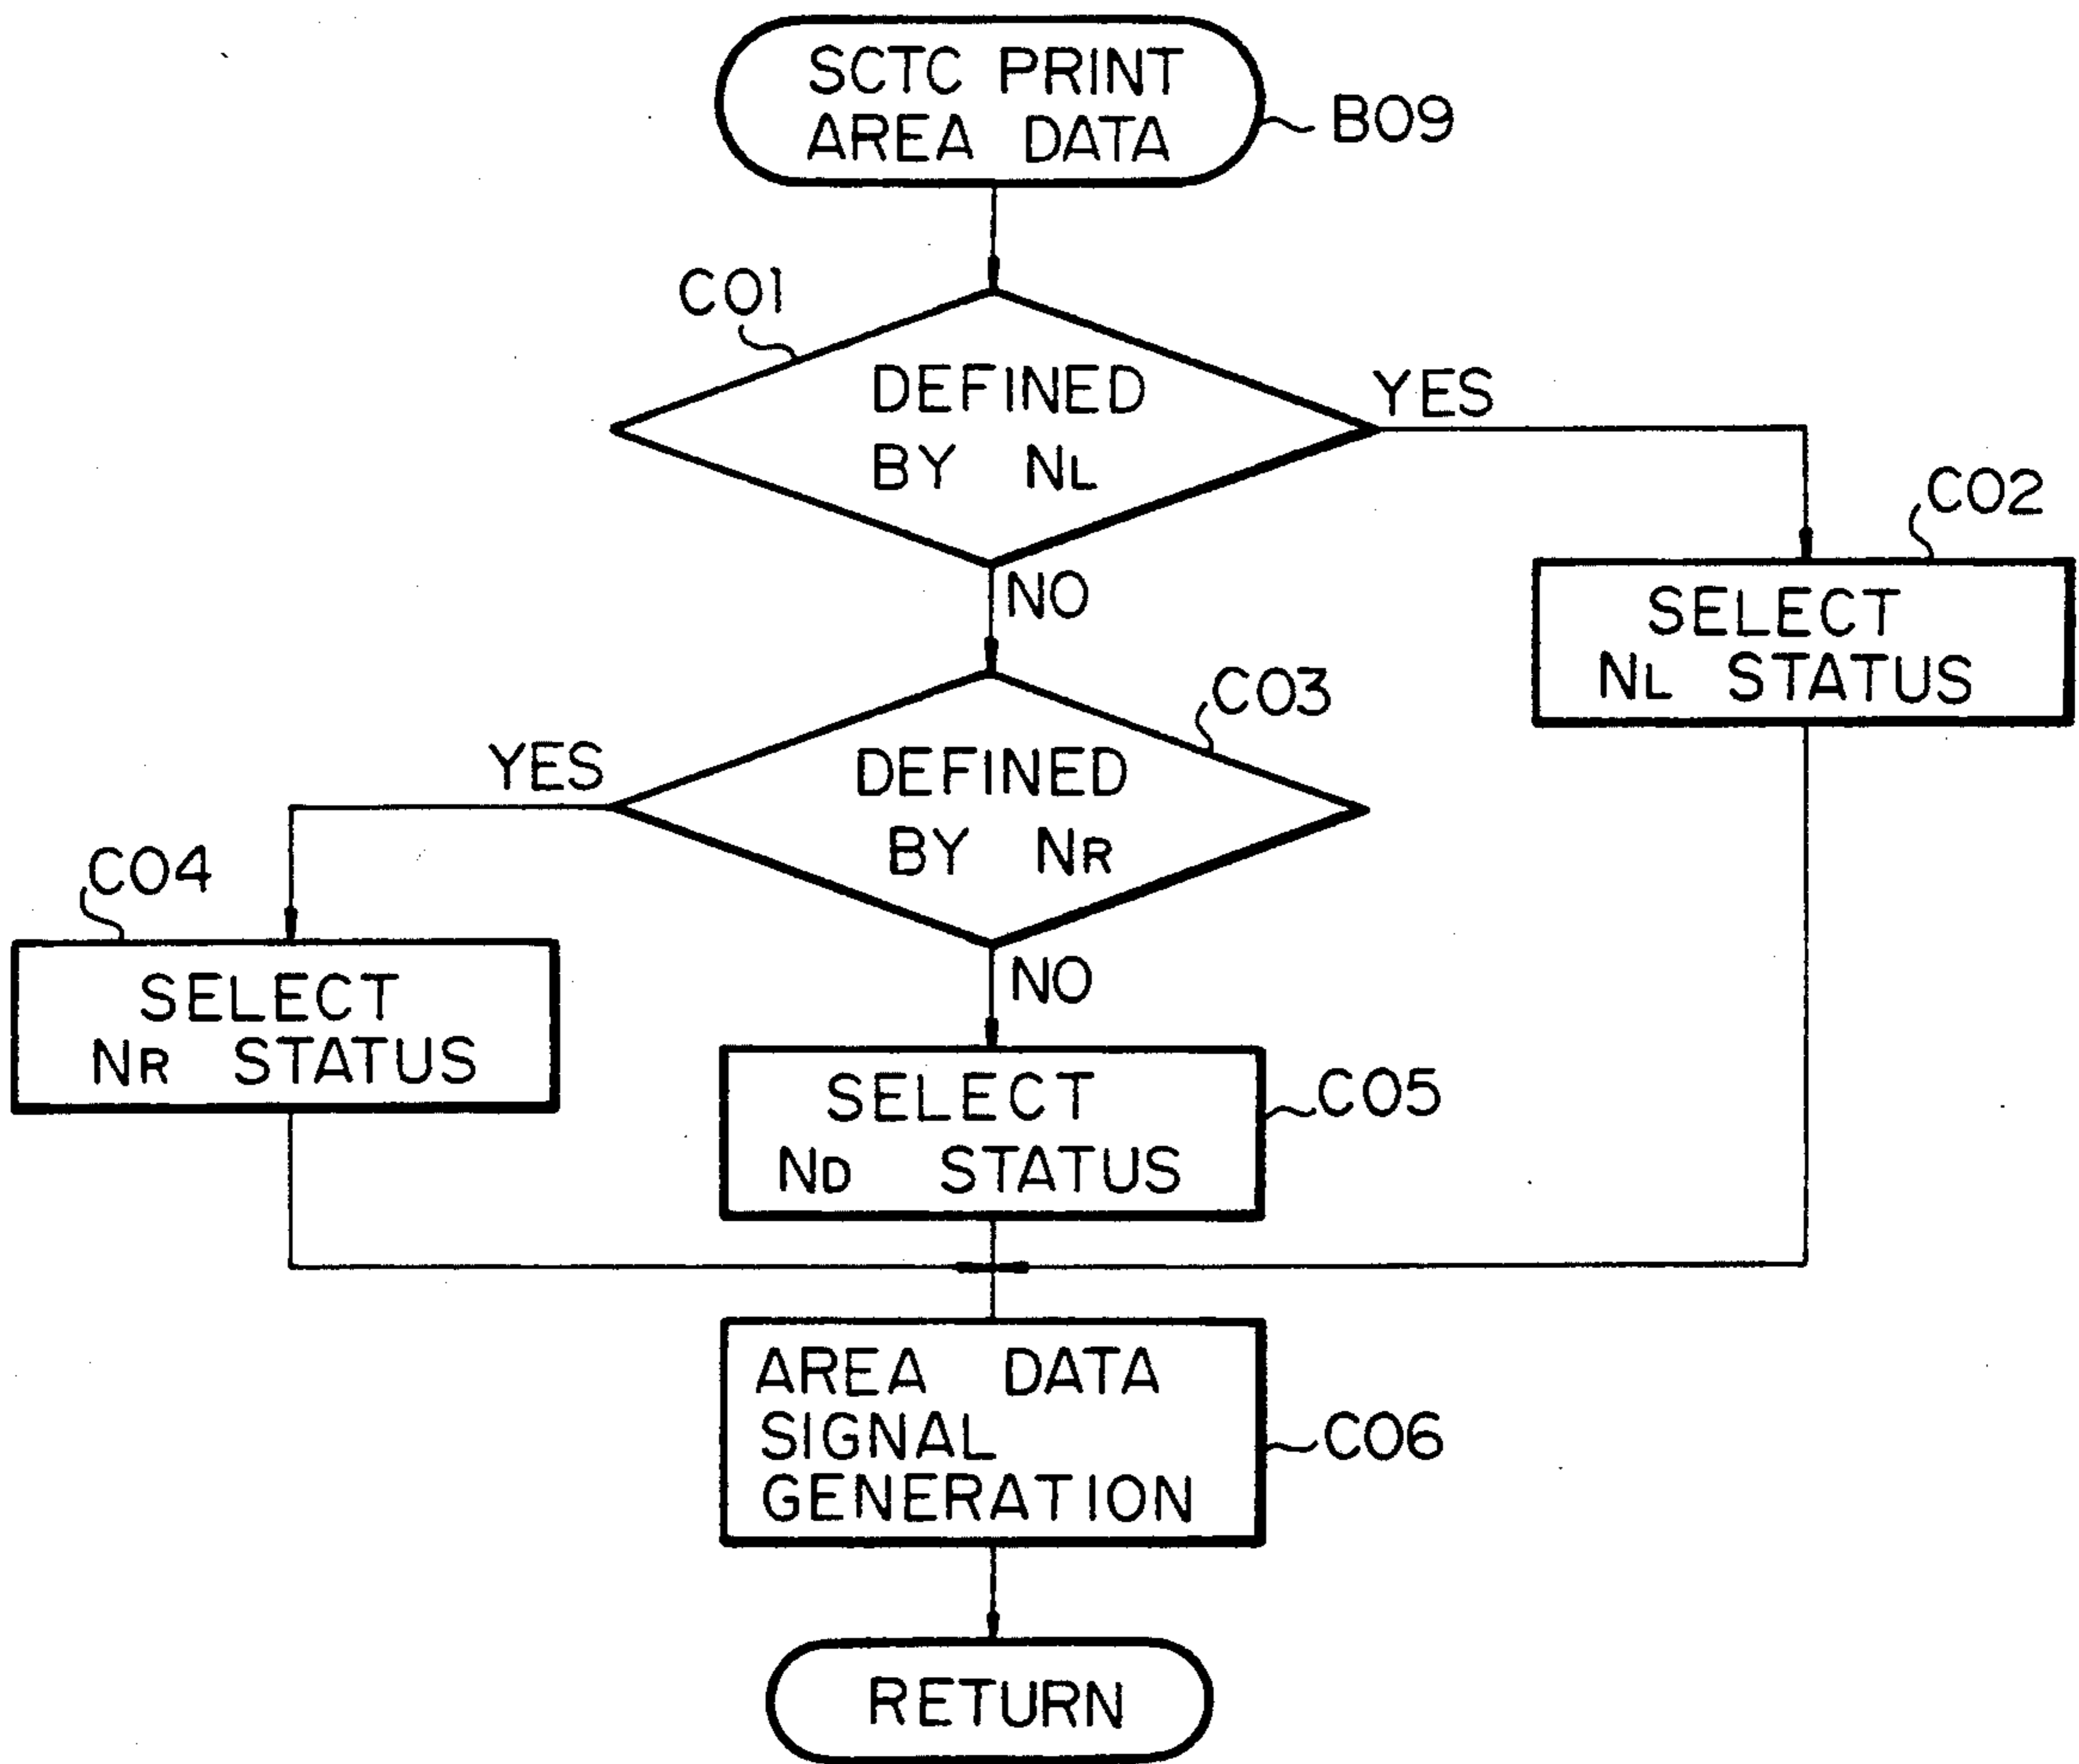 SCTC PRINT
AREA DATA
B09
C01
DEFINED
BY NL
YES
C02
SELECT
NL STATUS
NO
C03
DEFINED
BY NR
YES
C04
SELECT
NR STATUS
NO
SELECT
ND STATUS
C05
AREA DATA
SIGNAL
GENERATION
C06
RETURN